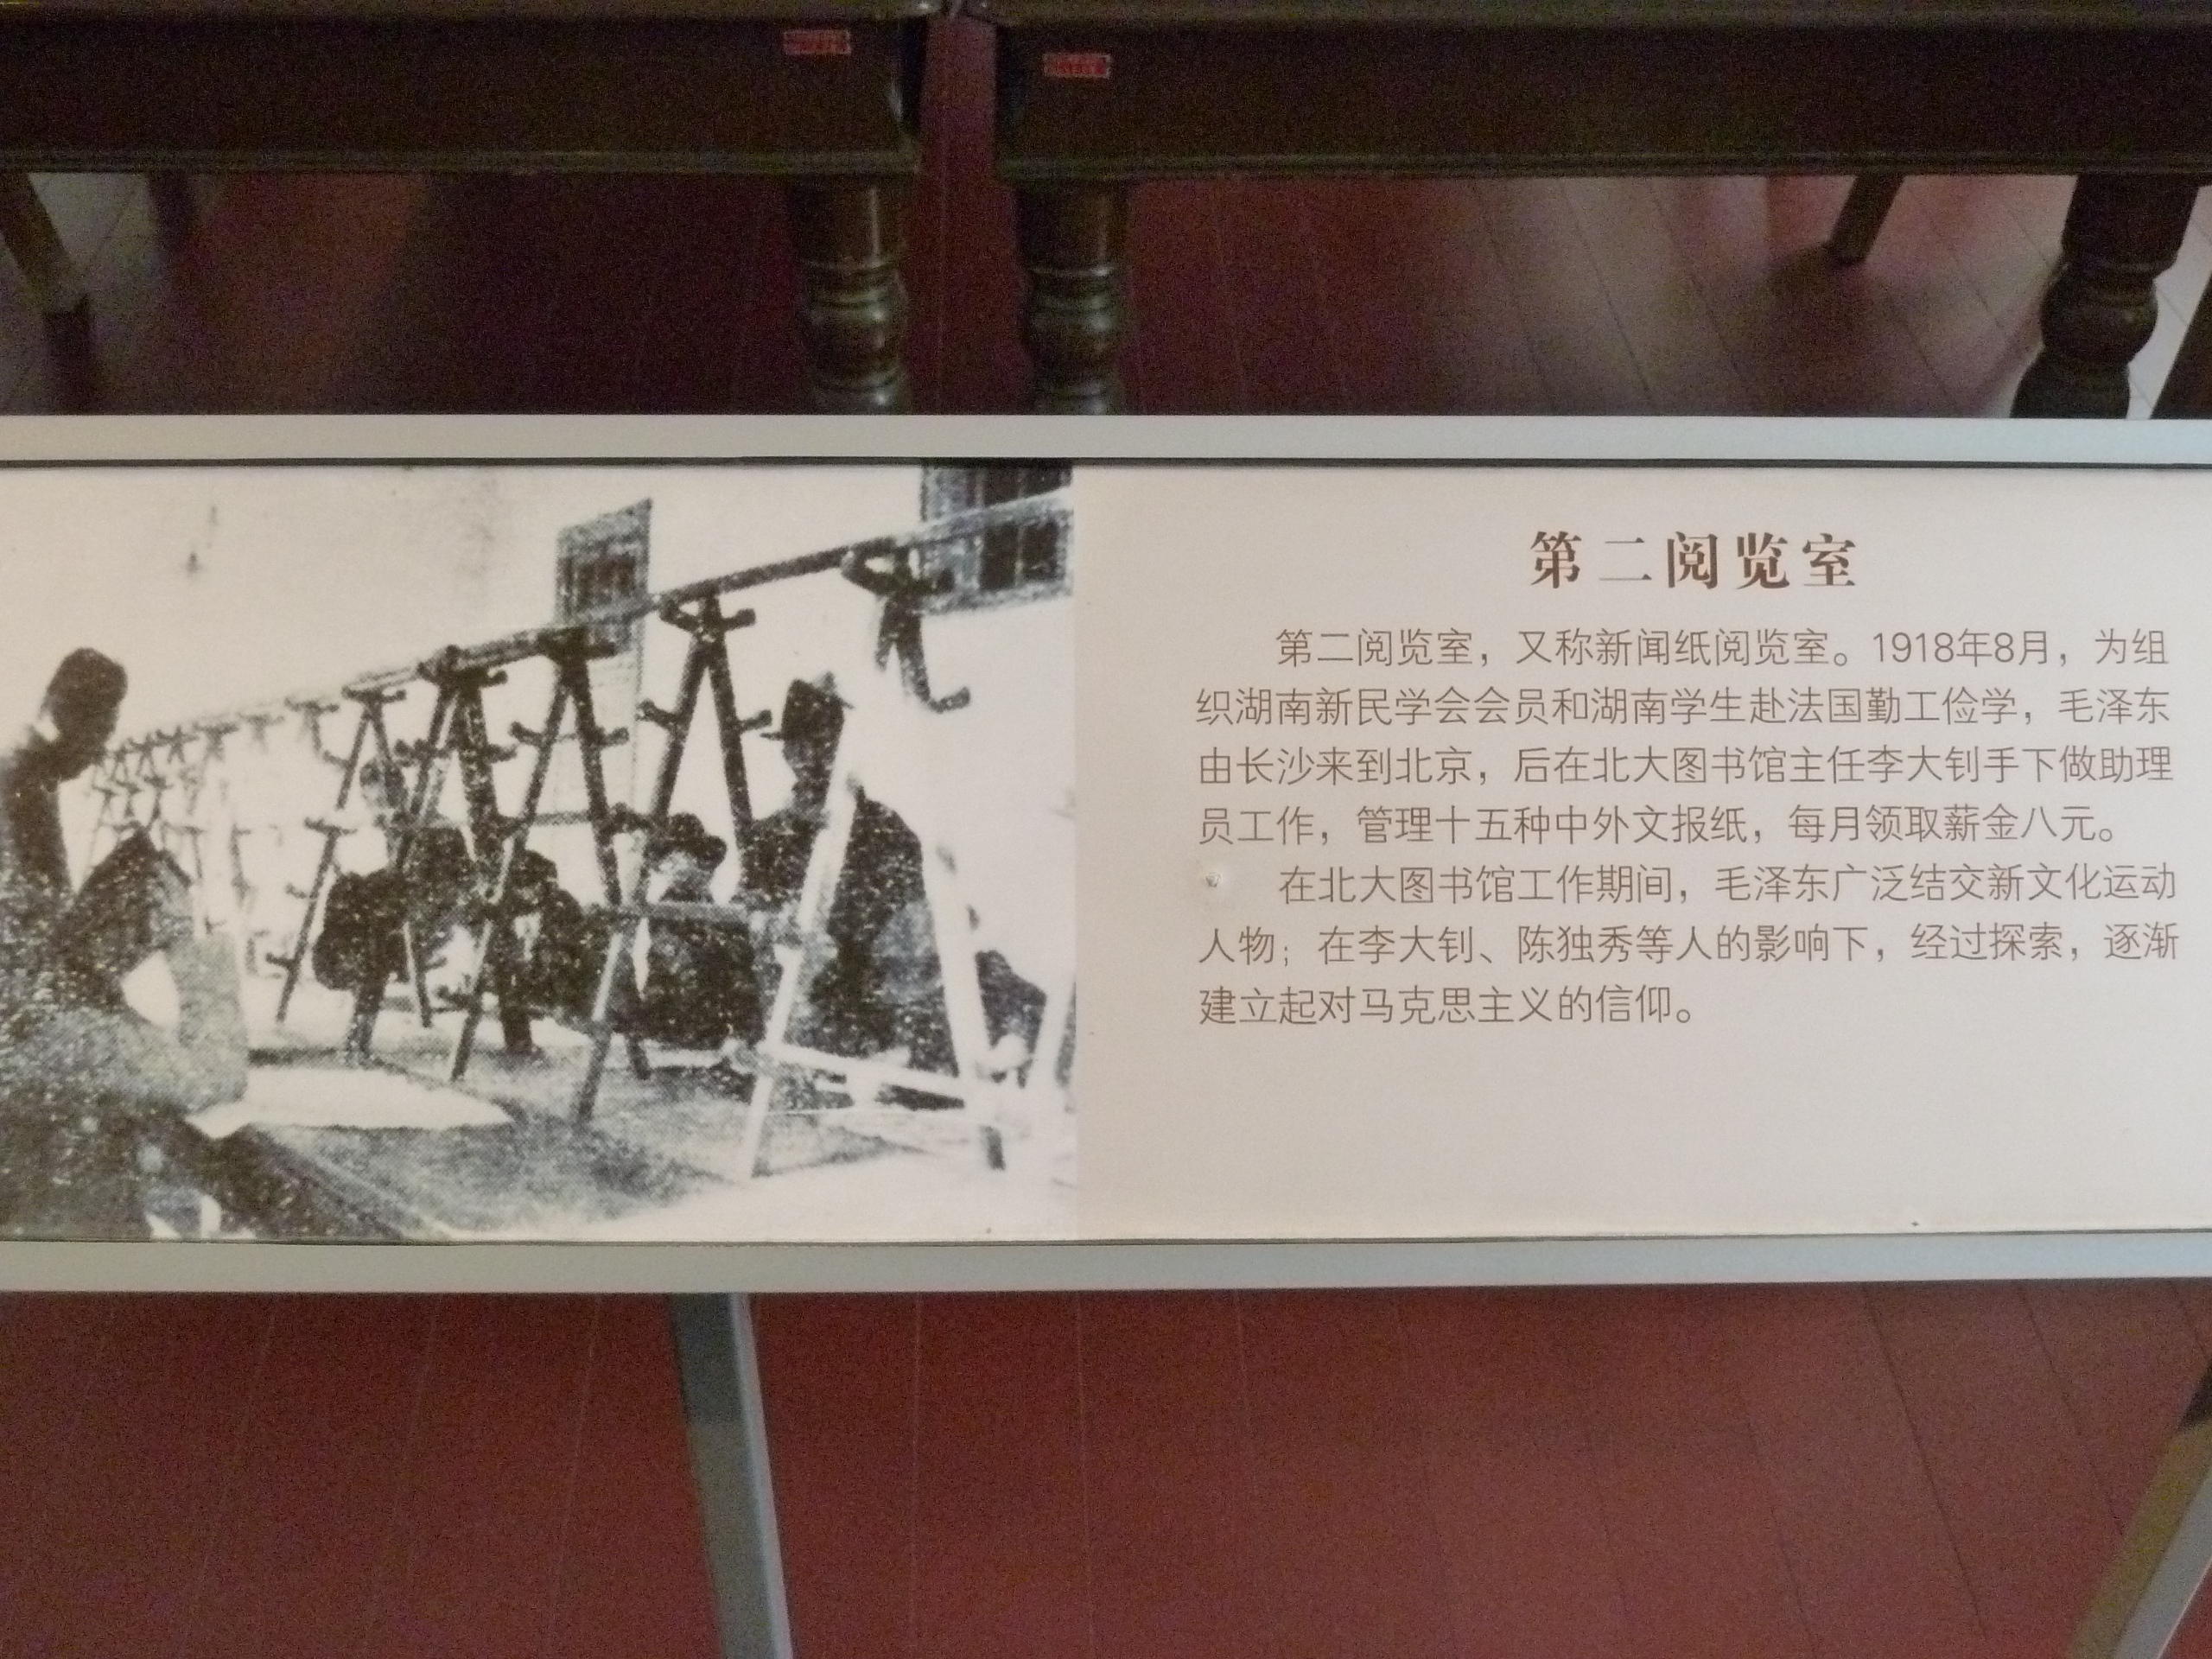 第二阅览室
第二阅览室，又称新闻纸阅览室。1918年8月，为组
织湖南新民学会会员和湖南学生赴法国勤工俭学，毛泽东
由长沙来到北京，后在北大图书馆主任李大钊手下做助理
员工作，管理十五种中外文报纸，每月领取薪金八元。
在北大图书馆工作期间，毛泽东广泛结交新文化运动
人物；在李大钊、陈独秀等人的影响下，经过探索，逐渐
建立起对马克思主义的信仰。